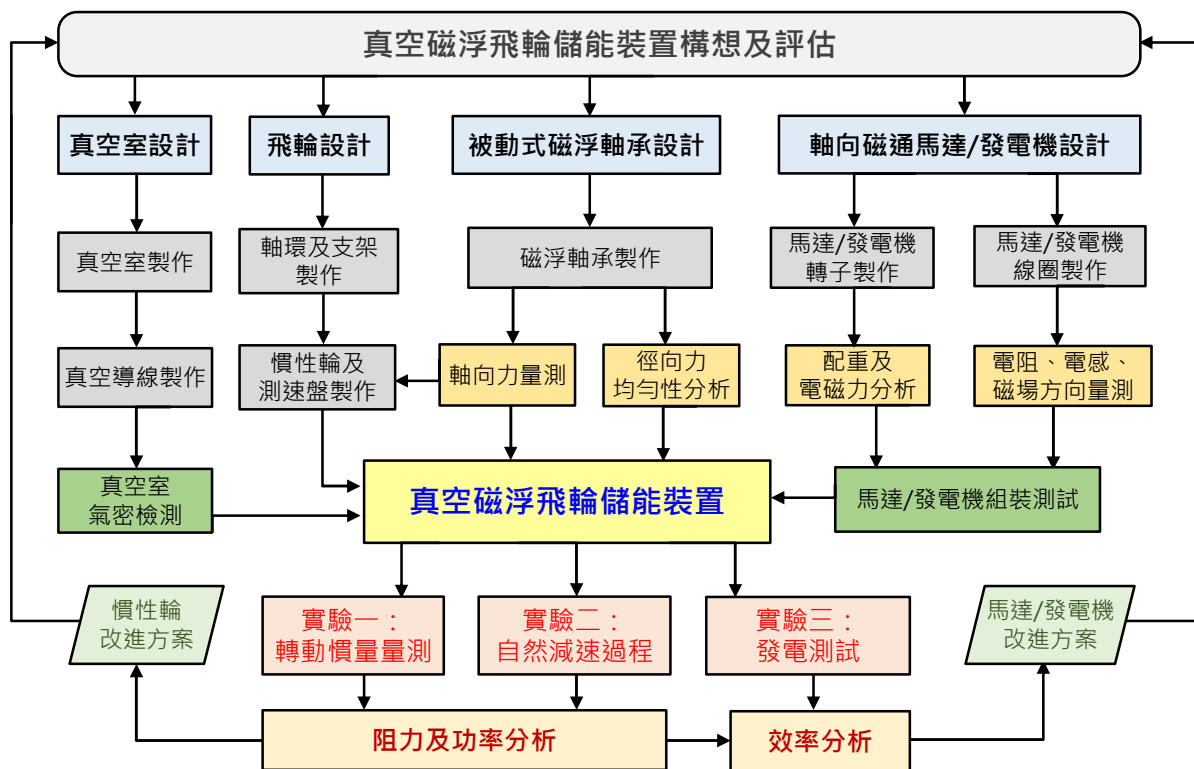 真空磁浮飛輪儲能裝置構想及評估
真空室設計
飛輪設計
被動式磁浮軸承設計
軸向磁通馬達/發電機設計
真空室製作
軸環及支架
製作
磁浮軸承製作
馬達/發電機
轉子製作
馬達/發電機
線圈製作
真空導線製作
慣性輪及
測速盤製作
軸向力量測
徑向力
均勻性分析
配重及
電磁力分析
電阻、電感、
磁場方向量測
真空室
氣密檢測
真空磁浮飛輪儲能裝置
馬達/發電機組裝測試
慣性輪
改進方案
實驗一：
轉動慣量量測
實驗二：
自然減速過程
實驗三：
發電測試
馬達/發電機
改進方案
阻力及功率分析
效率分析